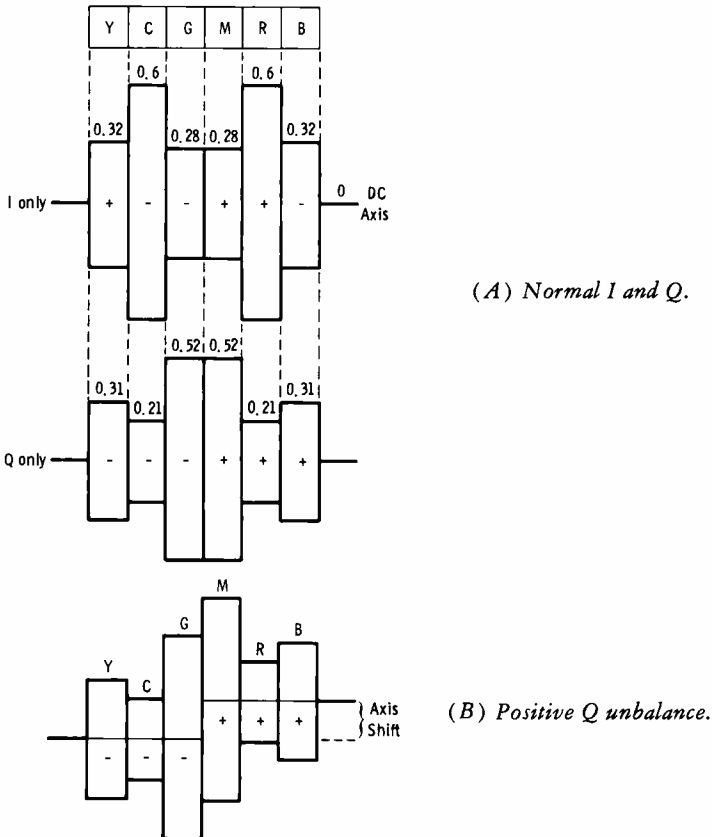 Y C G M R B
0.6 0.6
0.32 0.28 0.28 0.32
I only + - - + + - 0 DC
Axis
(A) Normal I and Q.
0.52 0.52
0.31 0.21 0.21 0.31
Q only - - - + + +
M
G
B
R
Y
C
Axis
Shift
(B) Positive Q unbalance.
+ + +
- - -